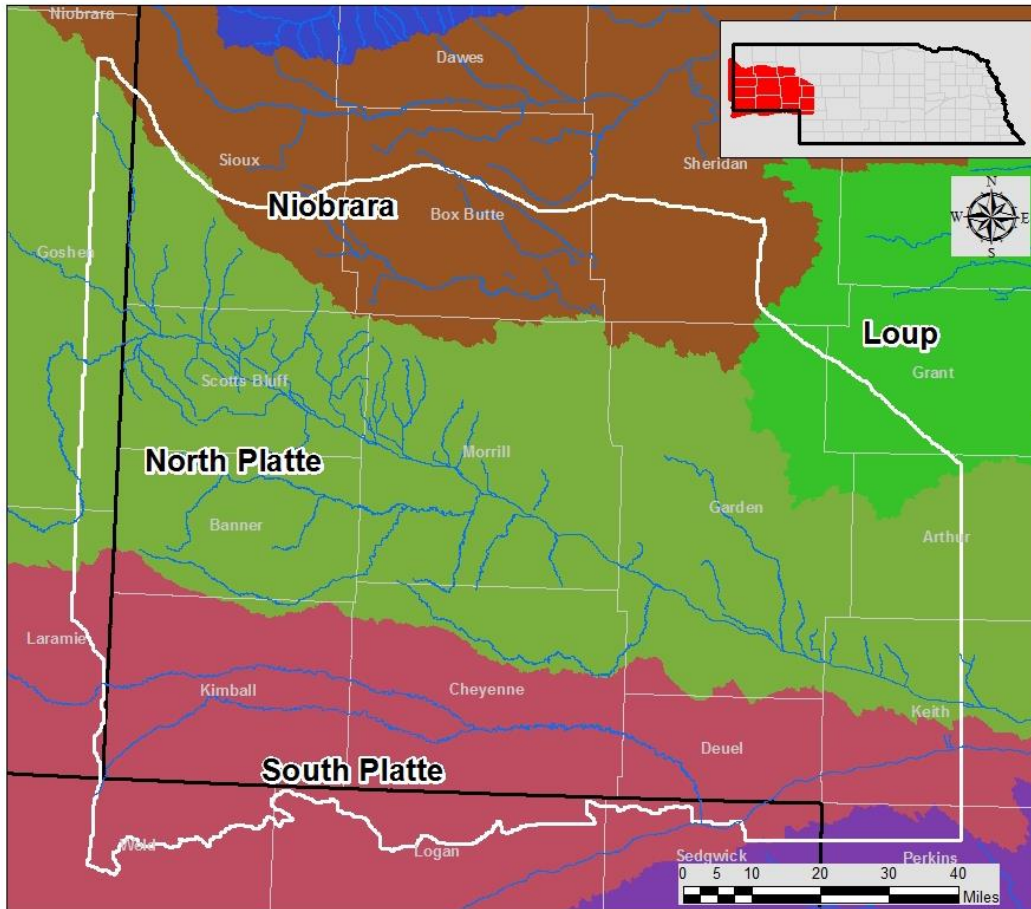 Niobrara
Dawes
Sioux
Sheridan
Niobrara
Box Butte
N
W E
S
Goshen
Loup
Grant
Scotts Bluff
North Platte
Morrill
Garden
Banner
Arthur
Laramie
Kimball
Cheyenne
Keith
Deuel
South Platte
Weld
Logan
Sedgwick
Perkins
0 5 10 20 30 40
Miles